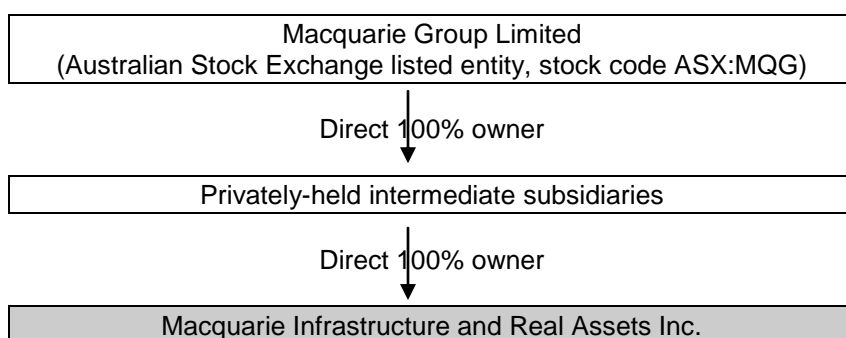 Macquarie Group Limited
(Australian Stock Exchange listed entity, stock code ASX:MQG)
Direct 100% owner
Privately-held intermediate subsidiaries
Direct 100% owner
Macquarie Infrastructure and Real Assets Inc.